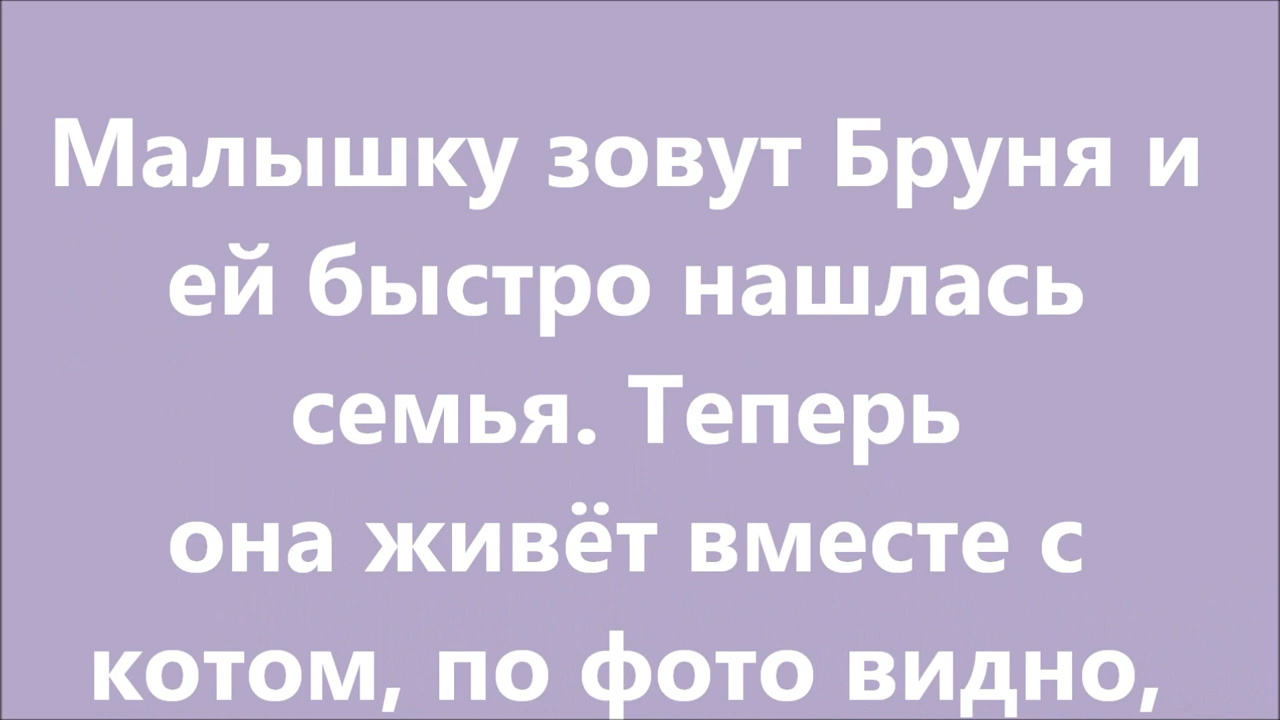 Малышку зовут Бруня и
ей быстро нашлась
семья. Теперь
она живёт вместе с
котом, по фото видно,